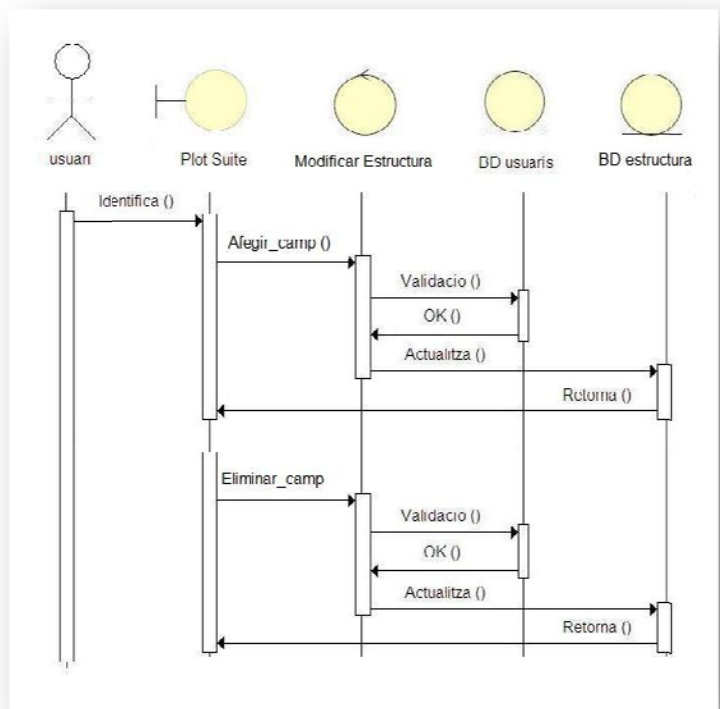 usuari
Plot Suite
Modificar Estructura
BD usuaris
BD estructura
Identifica ()
Afegir_camp ()
Validacio ()
OK ()
Actualitza ()
Retorna ()
Eliminar_camp
Validacio ()
OK ()
Actualitza ()
Retorna ()